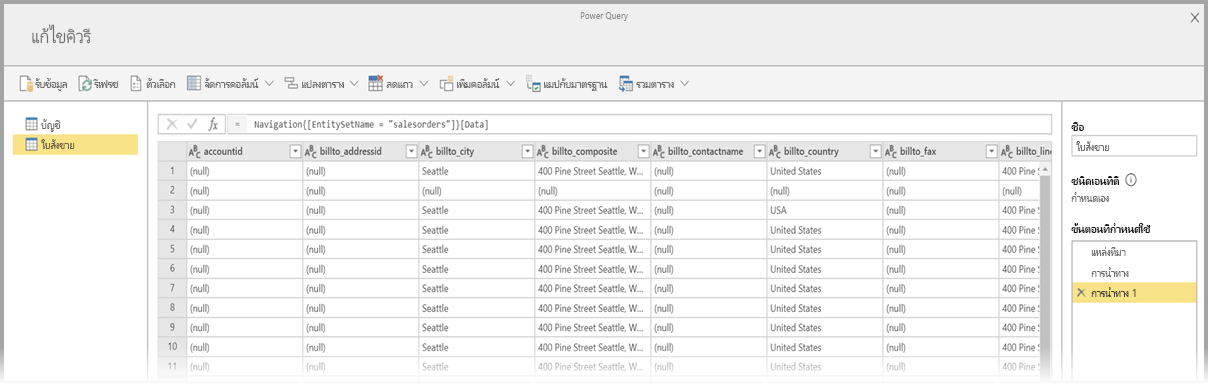 Power Query
แก้ไขคิวรี
รับข้อมูล รีเฟรช ตัวเลือก จัดการคอลัมน์ แปลงตาราง ลดแถว เพิ่มคอลัมน์ แมปกับมาตรฐาน รวมตาราง
บัญชี
ใบสั่งขาย
fx = Navigation{[EntitySetName = "salesorders"]}[Data]
accountid billto_addressid billto_city billto_composite billto_contactname billto_country billto_fax billto_line
1 (null) (null) Seattle 400 Pine Street Seattle, W... (null) United States (null) 400 Pine S
2 (null) (null) (null) (null) (null) (null) (null) (null)
3 (null) (null) Seattle 400 Pine Street Seattle, W... (null) USA (null) 400 Pine S
4 (null) (null) Seattle 400 Pine Street Seattle, W... (null) United States (null) 400 Pine S
5 (null) (null) Seattle 400 Pine Street Seattle, W... (null) United States (null) 400 Pine S
6 (null) (null) Seattle 400 Pine Street Seattle, W... (null) United States (null) 400 Pine S
7 (null) (null) Seattle 400 Pine Street Seattle, W... (null) United States (null) 400 Pine S
8 (null) (null) Seattle 400 Pine Street Seattle, W... (null) United States (null) 400 Pine S
9 (null) (null) Seattle 400 Pine Street Seattle, W... (null) United States (null) 400 Pine S
10 (null) (null) Seattle 400 Pine Street Seattle, W... (null) United States (null) 400 Pine S
11 (null) (null) Seattle 400 Pine Street Seattle, W... (null) United States (null) 400 Pine S
ชื่อ
ใบสั่งขาย
ชนิดเอนทิตี
กำหนดเอง
ขั้นตอนที่กำหนดใช้
แหล่งที่มา
การนำทาง
การนำทาง 1